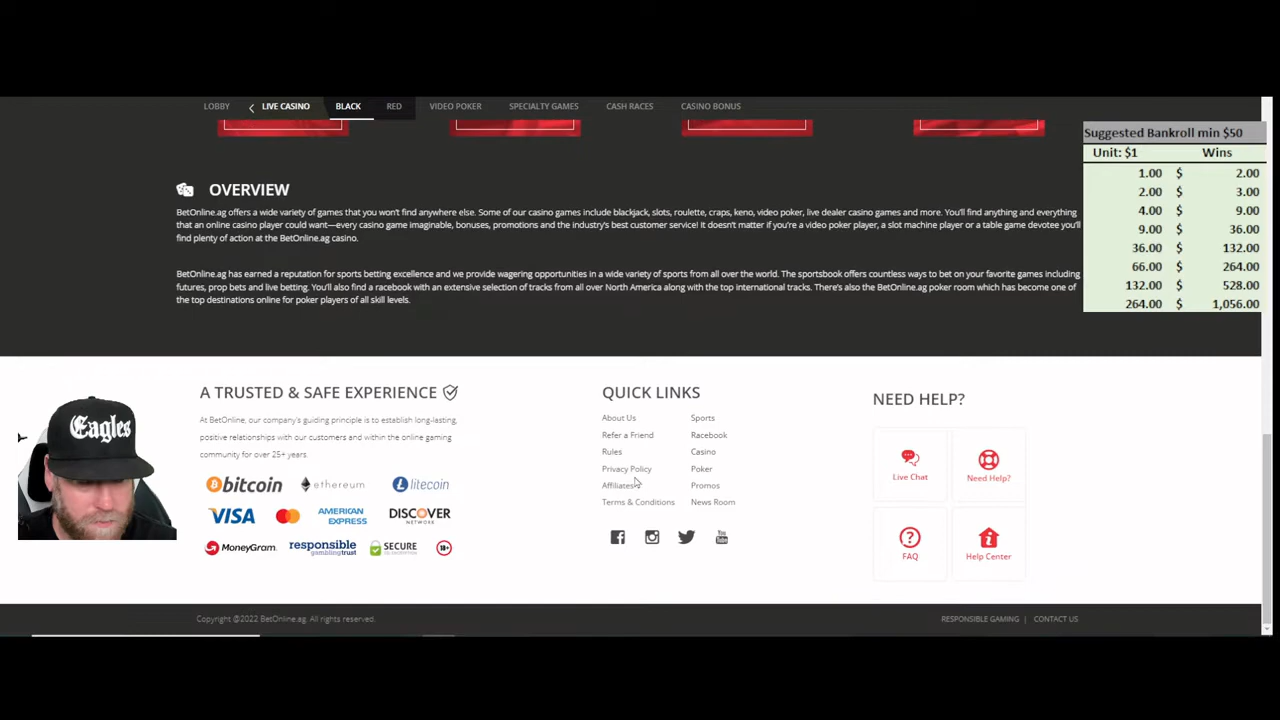 LOBBY LIVE CASINO BLACK RED VIDEO POKER SPECIALTY GAMES CASH RACES CASINO BONUS
OVERVIEW
BetOnline.ag offers a wide variety of games that you won't find anywhere else. Some of our casino games include blackjack, slots, roulette, craps, keno, video poker, live dealer casino games and more. You'll find anything and everything
that an online casino player could want—every casino game imaginable, bonuses, promotions and the industry's best customer service! It doesn't matter if you're a video poker player, a slot machine player or a table game devotee you'll
find plenty of action at the BetOnline.ag casino.
BetOnline.ag has earned a reputation for sports betting excellence and we provide wagering opportunities in a wide variety of sports from all over the world. The sportsbook offers countless ways to bet on your favorite games including
futures, prop bets and live betting. You'll also find a racebook with an extensive selection of tracks from all over North America along with the top international tracks. There's also the BetOnline.ag poker room which has become one of
the top destinations online for poker players of all skill levels.
Suggested Bankroll min $50
Unit: $1 Wins
1.00 $ 2.00
2.00 $ 3.00
4.00 $ 9.00
9.00 $ 36.00
36.00 $ 132.00
66.00 $ 264.00
132.00 $ 528.00
264.00 $ 1,056.00
Eagles
A TRUSTED & SAFE EXPERIENCE
At BetOnline, our company's guiding principle is to establish long-lasting,
positive relationships with our customers and within the online gaming
community for over 25+ years.
bitcoin ethereum litecoin
VISA MasterCard AMERICAN EXPRESS DISCOVER NETWORK
MoneyGram responsible gamblingtrust SECURE 18+
QUICK LINKS
About Us Sports
Refer a Friend Racebook
Rules Casino
Privacy Policy Poker
Affiliates Promos
Terms & Conditions News Room
You Tube
NEED HELP?
Live Chat Need Help?
FAQ Help Center
Copyright @2022 BetOnline.ag. All rights reserved.
RESPONSIBLE GAMING | CONTACT US